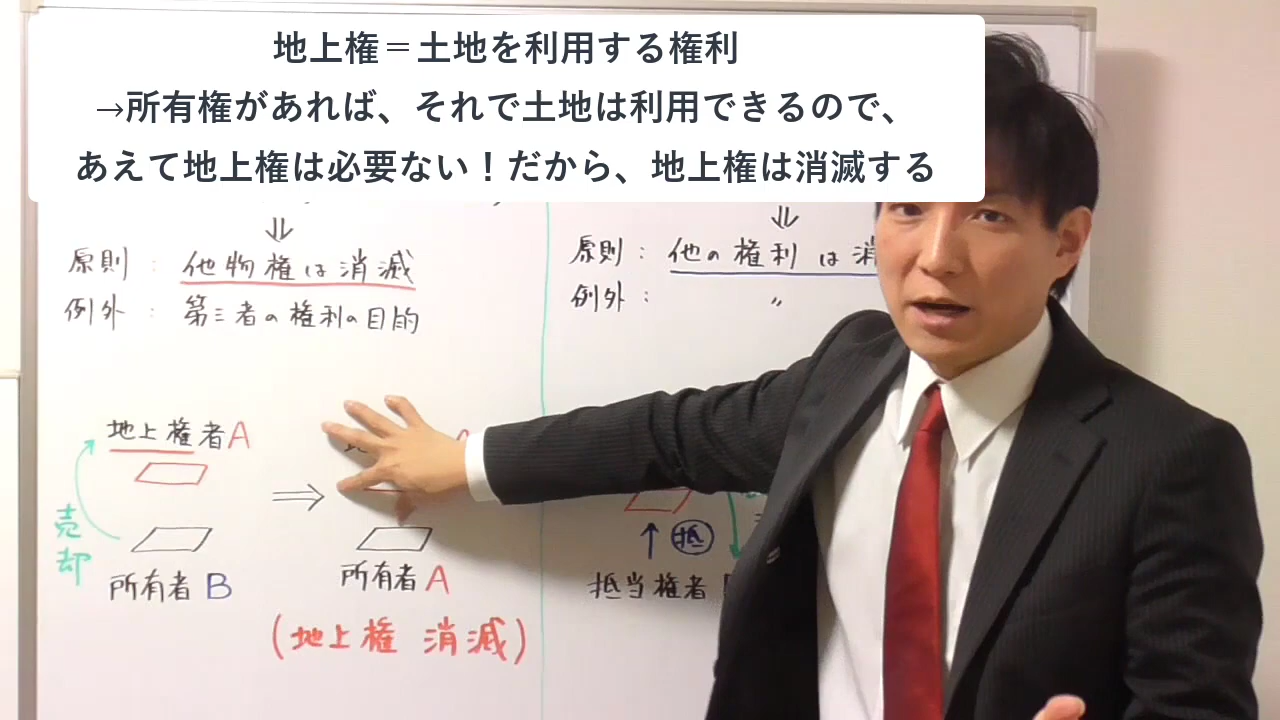 地上権＝土地を利用する権利
→所有権があれば、それで土地は利用できるので、
あえて地上権は必要ない！だから、地上権は消滅する
⇓
原則：他物権は消滅
例外：第三者の権利の目的
地上権者A
売却
所有者B
⇒
所有者A
(地上権 消滅)
⇓
原則：他の権利は消
例外：〃
↑ 抵
抵当権者